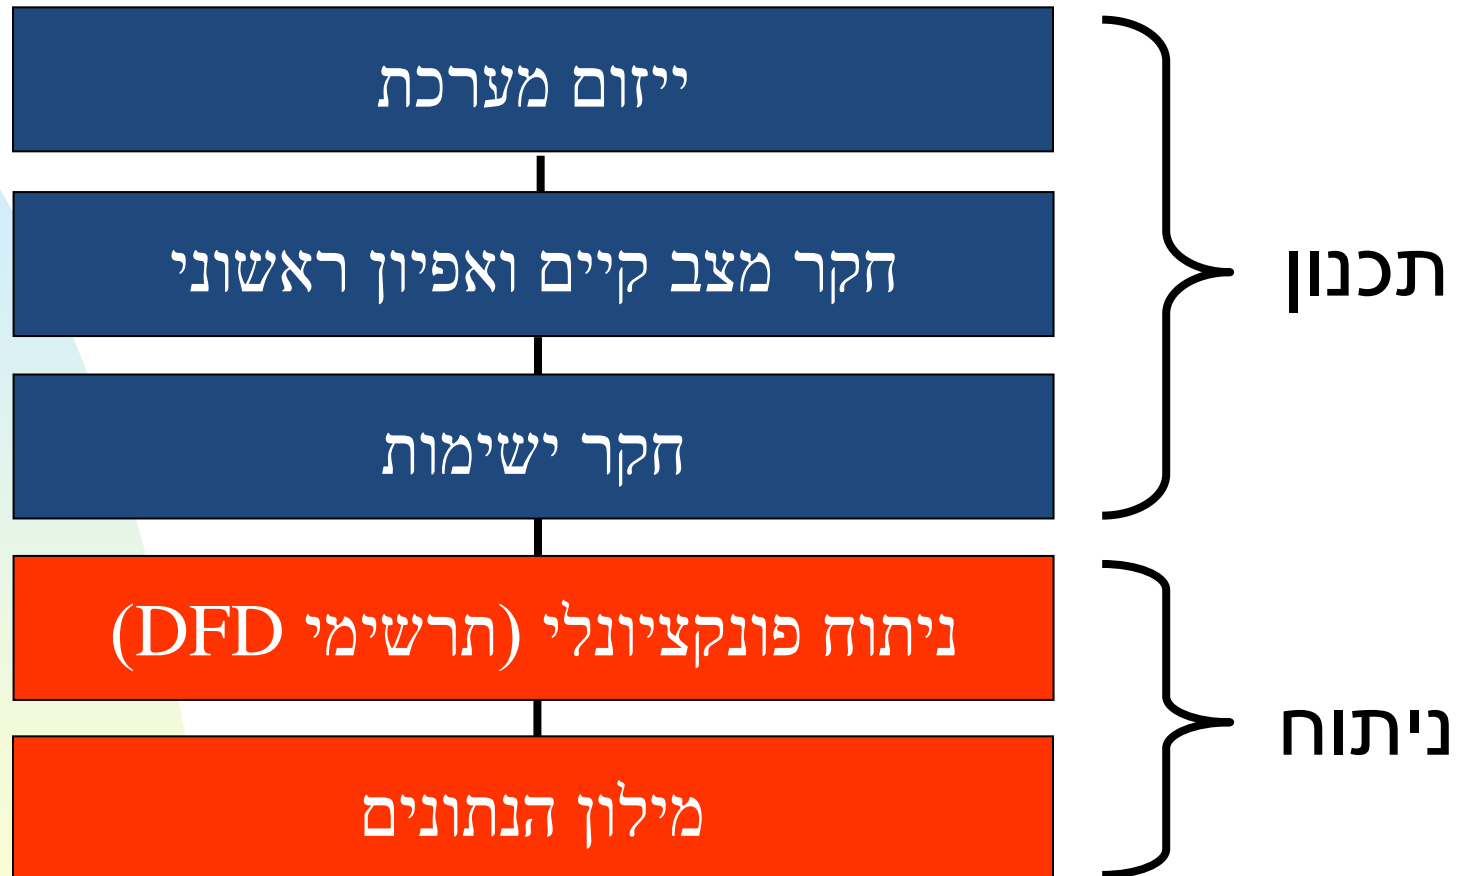 ייזום מערכת
חקר מצב קיים ואפיון ראשוני
חקר ישימות
תכנון
ניתוח פונקציונלי (תרשימי DFD)
מילון הנתונים
ניתוח